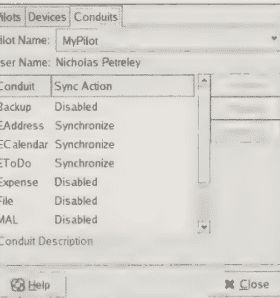 ilots Devices Conduits
ilot Name: MyPilot
ser Name: Nicholas Petreley
Conduit Sync Action
Backup Disabled
EAddress Synchronize
ECalendar Synchronize
EToDo Synchronize
Expense Disabled
File Disabled
MAL Disabled
Conduit Description
Help Close